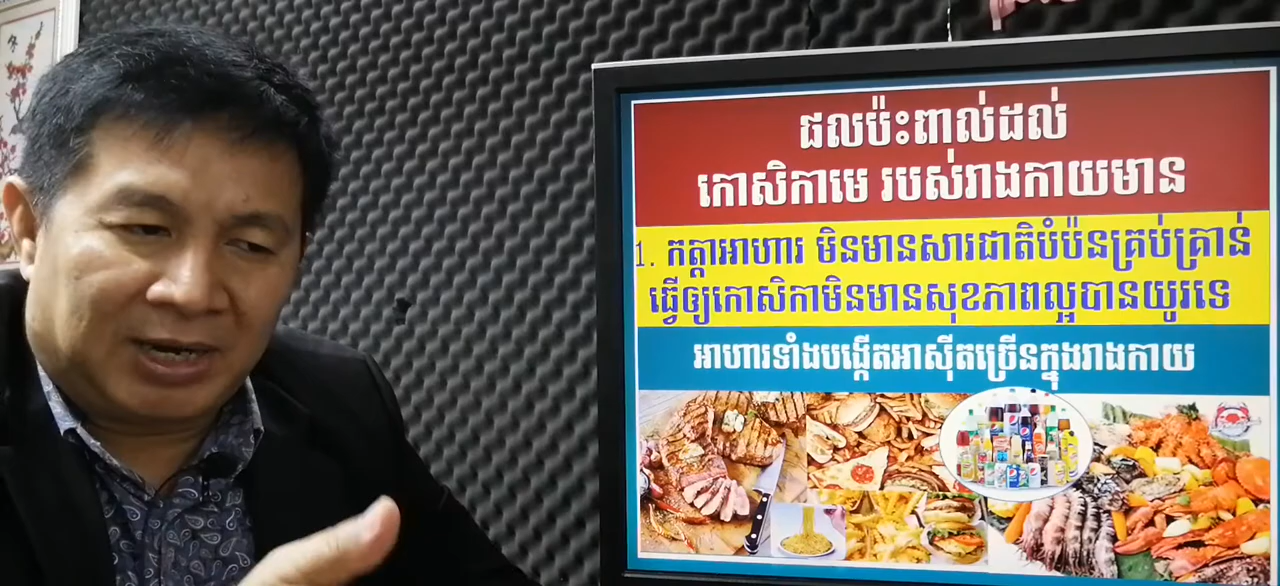 ផលប៉ះពាល់ដល់
កោសិកាមេ របស់រាងកាយមាន
1. កត្តាអាហារ មិនមានសារជាតិបំប៉នគ្រប់គ្រាន់
ធ្វើឲ្យកោសិកាមិនមានសុខភាពល្អបានយូរទេ
អាហារទាំងបង្កើតអាស៊ីតច្រើនក្នុងរាងកាយ